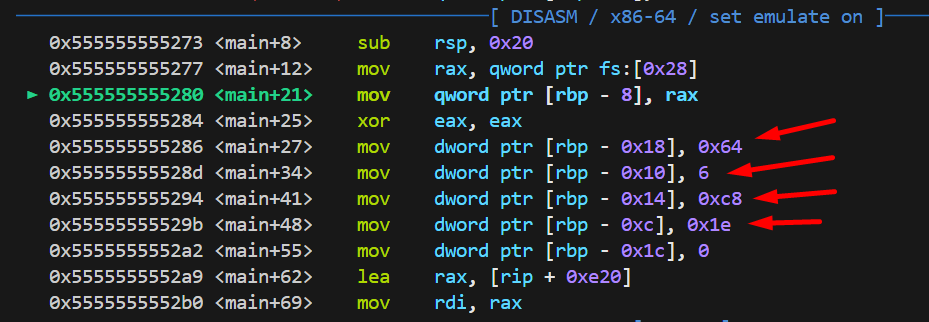 [ DISASM / x86-64 / set emulate on ]
0x555555555273 <main+8> sub rsp, 0x20
0x555555555277 <main+12> mov rax, qword ptr fs:[0x28]
► 0x555555555280 <main+21> mov qword ptr [rbp - 8], rax
0x555555555284 <main+25> xor eax, eax
0x555555555286 <main+27> mov dword ptr [rbp - 0x18], 0x64
0x55555555528d <main+34> mov dword ptr [rbp - 0x10], 6
0x555555555294 <main+41> mov dword ptr [rbp - 0x14], 0xc8
0x55555555529b <main+48> mov dword ptr [rbp - 0xc], 0x1e
0x5555555552a2 <main+55> mov dword ptr [rbp - 0x1c], 0
0x5555555552a9 <main+62> lea rax, [rip + 0xe20]
0x5555555552b0 <main+69> mov rdi, rax